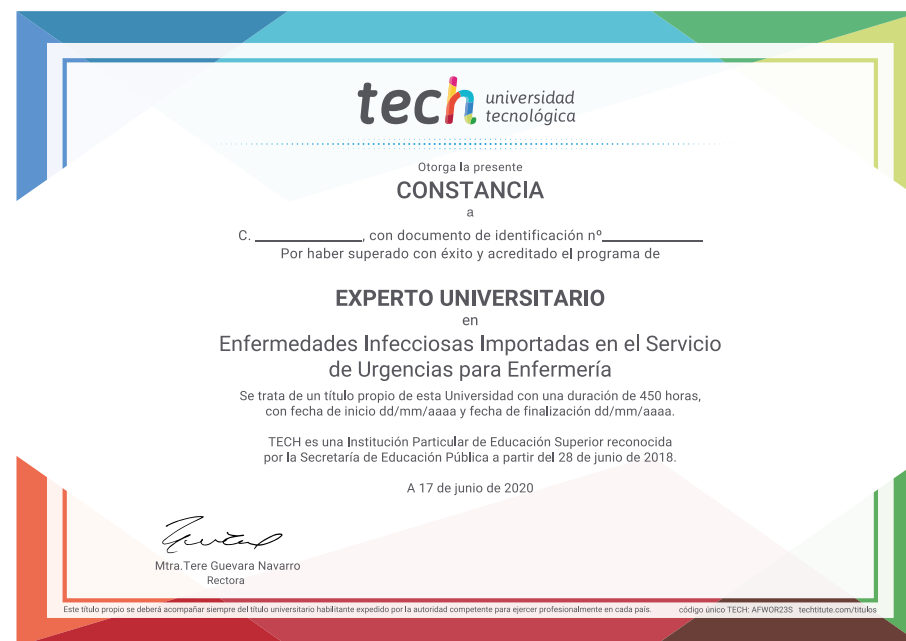 tech universidad
tecnológica
Otorga la presente
CONSTANCIA
a
C. ____________, con documento de identificación nº____________
Por haber superado con éxito y acreditado el programa de
EXPERTO UNIVERSITARIO
en
Enfermedades Infecciosas Importadas en el Servicio
de Urgencias para Enfermería
Se trata de un título propio de esta Universidad con una duración de 450 horas,
con fecha de inicio dd/mm/aaaa y fecha de finalización dd/mm/aaaa.
TECH es una Institución Particular de Educación Superior reconocida
por la Secretaría de Educación Pública a partir del 28 de junio de 2018.
A 17 de junio de 2020
Mtra.Tere Guevara Navarro
Rectora
Este título propio se deberá acompañar siempre del título universitario habilitante expedido por la autoridad competente para ejercer profesionalmente en cada país. código único TECH: AFWOR23S techtitute.com/titulos